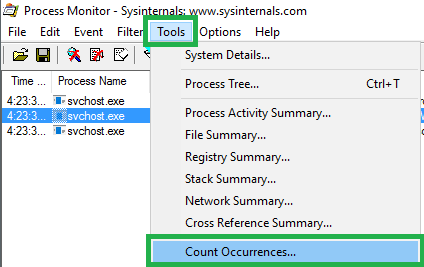 Process Monitor - Sysinternals: www.sysinternals.com
File Edit Event Filter Tools Options Help
System Details...
Time ... Process Name
Process Tree... Ctrl+T
4:23:3... svchost.exe
4:23:3... svchost.exe
4:23:3... svchost.exe
Process Activity Summary...
File Summary...
Registry Summary...
Stack Summary...
Network Summary...
Cross Reference Summary...
Count Occurrences...